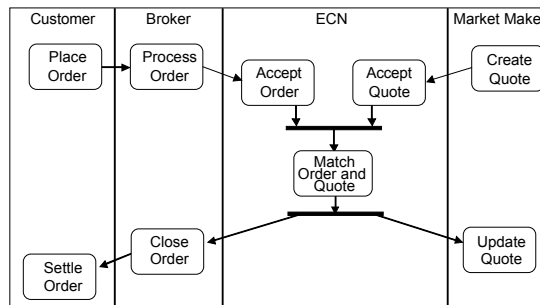 Customer
Broker
ECN
Market Make
Place
Order
Process
Order
Accept
Order
Accept
Quote
Create
Quote
Match
Order and
Quote
Close
Order
Update
Quote
Settle
Order